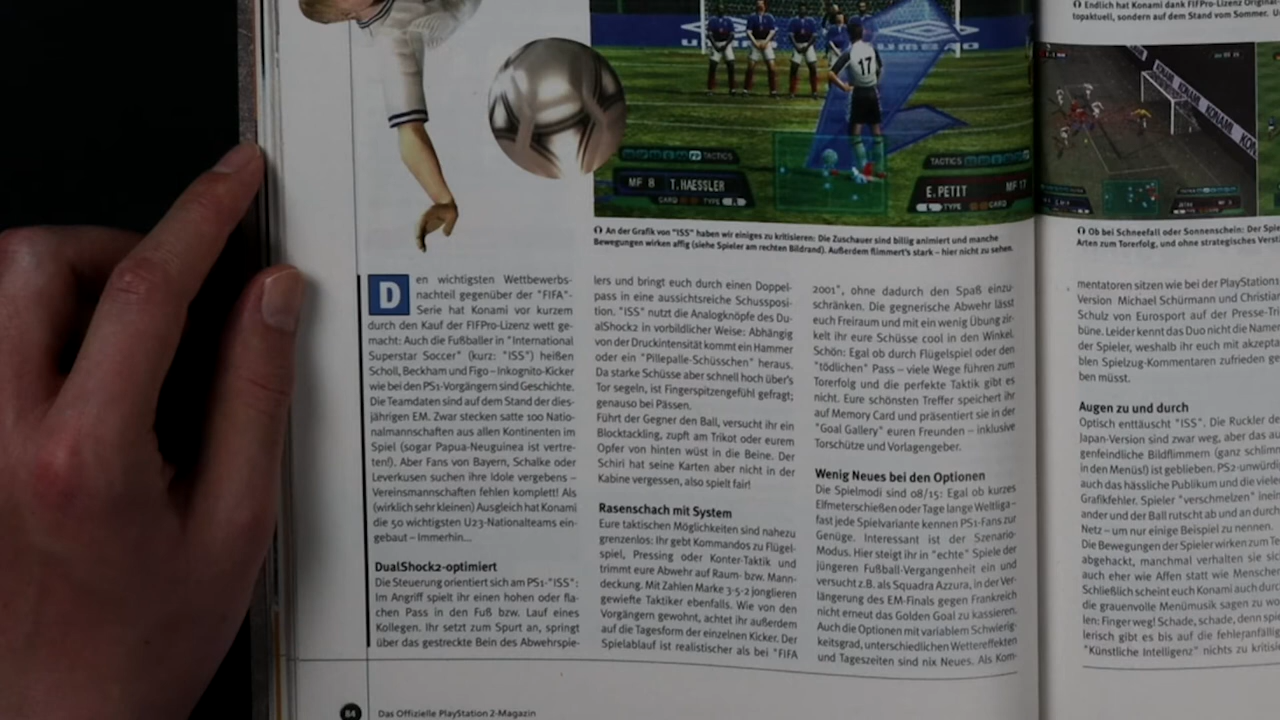 UMBRO
17
TACTICS
MF 8 T.HAESSLER
CARD TYPE A
TACTICS
E.PETIT MF 17
TYPE CARD
An der Grafik von "ISS" haben wir einiges zu kritisieren: Die Zuschauer sind billig animiert und manche
Bewegungen wirken affig (siehe Spieler am rechten Bildrand). Außerdem flimmert's stark – hier nicht zu sehen.
Endlich hat Konami dank FIFPro-Lizenz Original-
topaktuell, sondern auf dem Stand vom Sommer.
KONAMI KONAMI
Ob bei Schneefall oder Sonnenschein: Der Spie
Arten zum Torerfolg, und ohne strategisches Verst
Den wichtigsten Wettbewerbs-
nachteil gegenüber der "FIFA"-
Serie hat Konami vor kurzem
durch den Kauf der FIFPro-Lizenz wett ge-
macht: Auch die Fußballer in "International
Superstar Soccer" (kurz: "ISS") heißen
Scholl, Beckham und Figo – Inkognito-Kicker
wie bei den PS1-Vorgängern sind Geschichte.
Die Teamdaten sind auf dem Stand der dies-
jährigen EM. Zwar stecken satte 100 Natio-
nalmannschaften aus allen Kontinenten im
Spiel (sogar Papua-Neuguinea ist vertre-
ten!). Aber Fans von Bayern, Schalke oder
Leverkusen suchen ihre Idole vergebens –
Vereinsmannschaften fehlen komplett! Als
(wirklich sehr kleinen) Ausgleich hat Konami
die 50 wichtigsten U23-Nationalteams ein-
gebaut – Immerhin...
DualShock2-optimiert
Die Steuerung orientiert sich am PS1-"ISS":
Im Angriff spielt ihr einen hohen oder fla-
chen Pass in den Fuß bzw. Lauf eines
Kollegen. Ihr setzt zum Spurt an, springt
über das gestreckte Bein des Abwehrspie-
lers und bringt euch durch einen Doppel-
pass in eine aussichtsreiche Schussposi-
tion. "ISS" nutzt die Analogknöpfe des Du-
alShock2 in vorbildlicher Weise: Abhängig
von der Druckintensität kommt ein Hammer
oder ein "Pillepalle-Schüsschen" heraus.
Da starke Schüsse aber schnell hoch über's
Tor segeln, ist Fingerspitzengefühl gefragt;
genauso bei Pässen.
Führt der Gegner den Ball, versucht ihr ein
Blocktackling, zupft am Trikot oder eurem
Opfer von hinten wüst in die Beine. Der
Schiri hat seine Karten aber nicht in der
Kabine vergessen, also spielt fair!
Rasenschach mit System
Eure taktischen Möglichkeiten sind nahezu
grenzenlos: Ihr gebt Kommandos zu Flügel-
spiel, Pressing oder Konter-Taktik und
trimmt eure Abwehr auf Raum- bzw. Mann-
deckung. Mit Zahlen Marke 3-5-2 jonglieren
gewiefte Taktiker ebenfalls. Wie von den
Vorgängern gewohnt, achtet ihr außerdem
auf die Tagesform der einzelnen Kicker. Der
Spielablauf ist realistischer als bei "FIFA
2001", ohne dadurch den Spaß einzu-
schränken. Die gegnerische Abwehr lässt
euch Freiraum und mit ein wenig Übung zir-
kelt ihr eure Schüsse cool in den Winkel.
Schön: Egal ob durch Flügelspiel oder den
"tödlichen" Pass – viele Wege führen zum
Torerfolg und die perfekte Taktik gibt es
nicht. Eure schönsten Treffer speichert ihr
auf Memory Card und präsentiert sie in der
"Goal Gallery" euren Freunden – inklusive
Torschütze und Vorlagengeber.
Wenig Neues bei den Optionen
Die Spielmodi sind 08/15: Egal ob kurzes
Elfmeterschießen oder Tage lange Weltliga –
fast jede Spielvariante kennen PS1-Fans zur
Genüge. Interessant ist der Szenario-
Modus. Hier steigt ihr in "echte" Spiele der
jüngeren Fußball-Vergangenheit ein und
versucht z.B. als Squadra Azzura, in der Ver-
längerung des EM-Finals gegen Frankreich
nicht erneut das Golden Goal zu kassieren.
Auch die Optionen mit variablem Schwierig-
keitsgrad, unterschiedlichen Wettereffekten
und Tageszeiten sind nix Neues. Als Kom-
mentatoren sitzen wie bei der PlayStation
Version Michael Schürmann und Christia
Schulz von Eurosport auf der Presse-Tri
büne. Leider kennt das Duo nicht die Namen
der Spieler, weshalb ihr euch mit akzepta
blen Spielzug-Kommentaren zufrieden ge
ben müsst.
Augen zu und durch
Optisch enttäuscht "ISS". Die Ruckler de
Japan-Version sind zwar weg, aber das au
genfeindliche Bildflimmern (ganz schlimm
in den Menüs!) ist geblieben. PS2-unwürdi
auch das hässliche Publikum und die viele
Grafikfehler. Spieler "verschmelzen" inein
ander und der Ball rutscht ab und an durch
Netz – um nur einige Beispiel zu nennen.
Die Bewegungen der Spieler wirken zum Te
abgehackt, manchmal verhalten sie sic
auch eher wie Affen statt wie Menschen
Schließlich scheint euch Konami auch durc
die grauenvolle Menümusik sagen zu wo
len: Finger weg! Schade, schade, denn spie
lerisch gibt es bis auf die fehleranfällig
"Künstliche Intelligenz" nichts zu kritisi
84 Das Offizielle PlayStation 2-Magazin